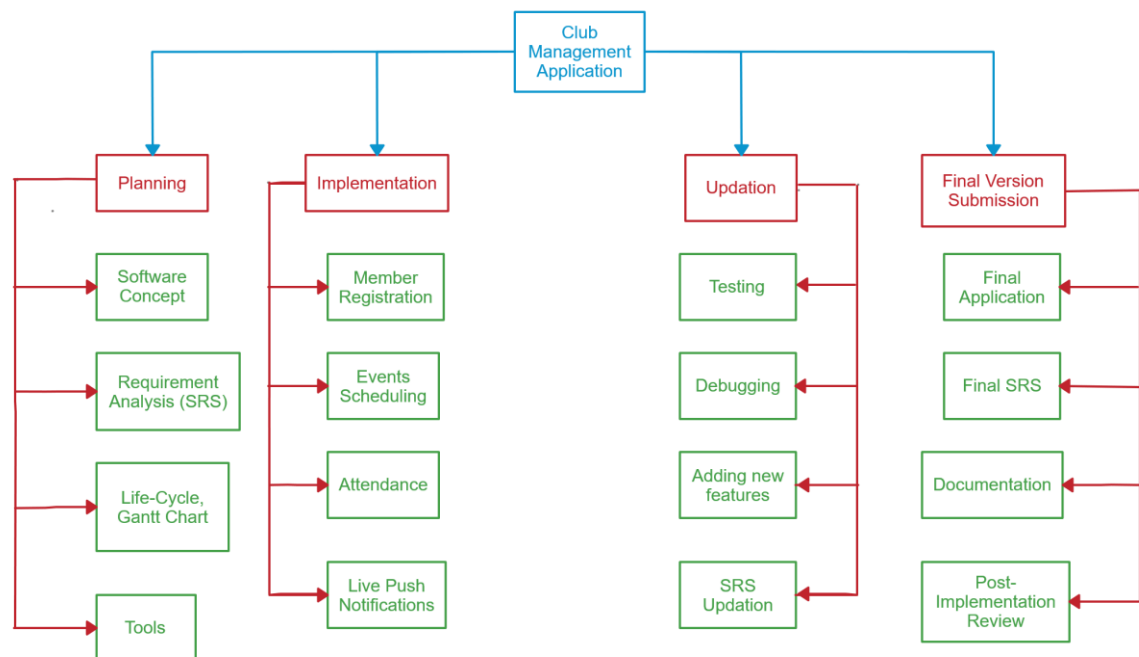 Club
Management
Application
Planning
Implementation
Updation
Final Version
Submission
Software
Concept
Member
Registration
Testing
Final
Application
Requirement
Analysis (SRS)
Events
Scheduling
Debugging
Final SRS
Life-Cycle,
Gantt Chart
Attendance
Adding new
features
Documentation
Tools
Live Push
Notifications
SRS
Updation
Post-
Implementation
Review